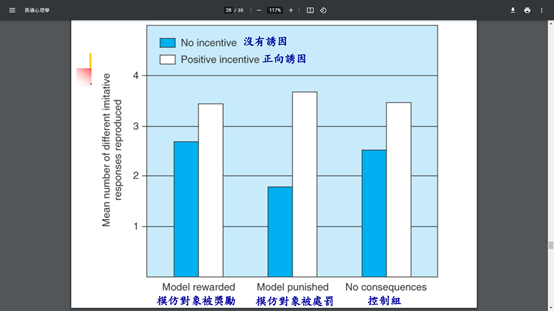 普通心理學
28 / 36
117%
No incentive 沒有誘因
Positive incentive 正向誘因
Mean number of different imitative
responses reproduced
4
3
2
1
Model rewarded Model punished No consequences
模仿對象被獎勵 模仿對象被處罰 控制組